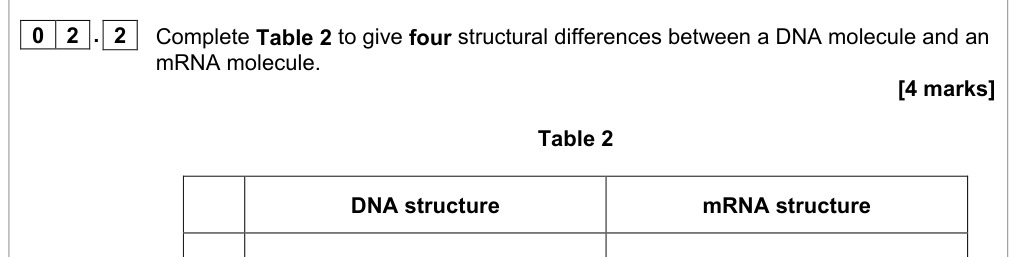 0 2 . 2 Complete Table 2 to give four structural differences between a DNA molecule and an
mRNA molecule.
[4 marks]
Table 2
DNA structure mRNA structure